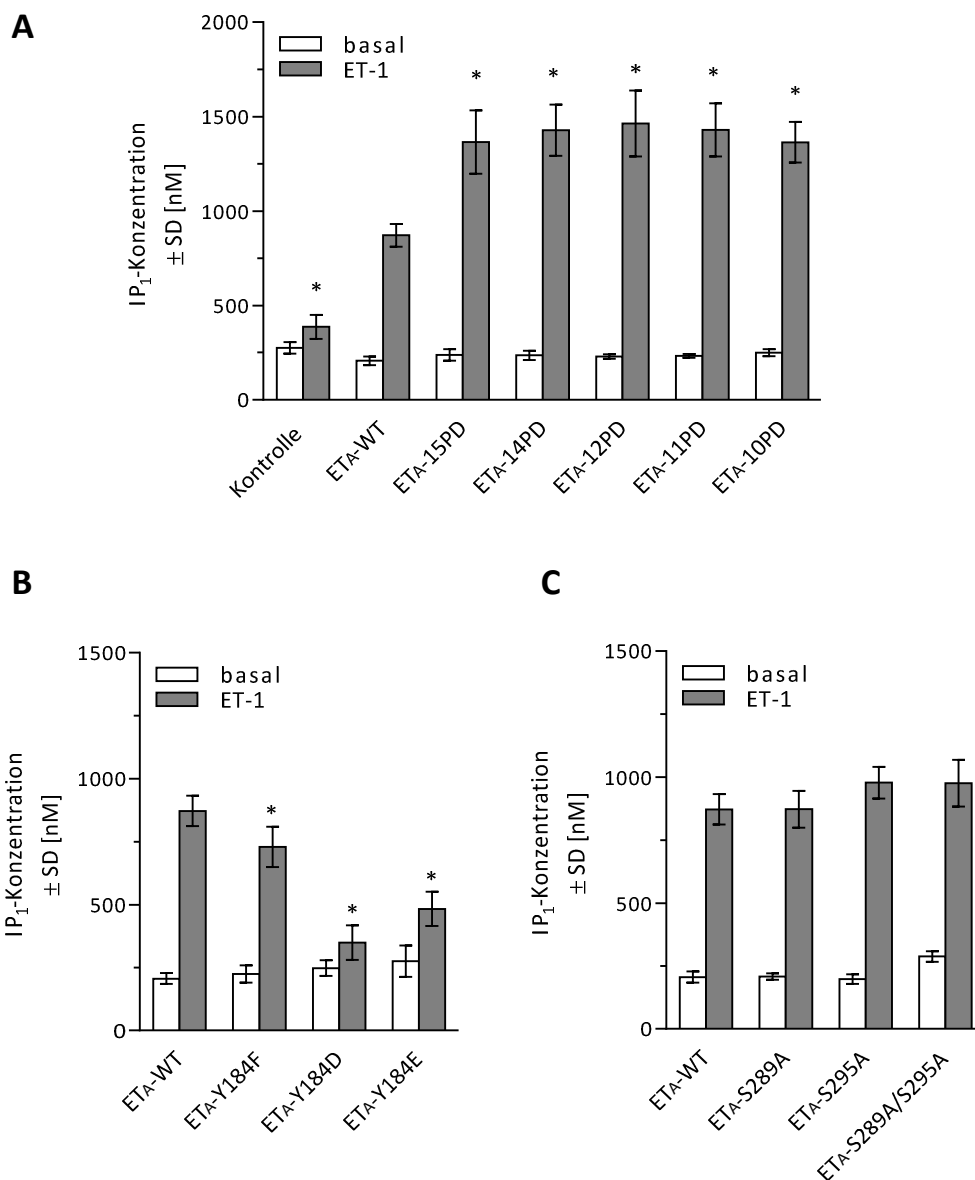 A
2000
1500
1000
500
0
IP₁-Konzentration
± SD [nM]
basal
ET-1
*
*
*
*
*
*
Kontrolle
ETA-WT
ETA-15PD
ETA-14PD
ETA-12PD
ETA-11PD
ETA-10PD
B
1500
1000
500
0
IP₁-Konzentration
± SD [nM]
basal
ET-1
*
*
*
ETA-WT
ETA-Y184F
ETA-Y184D
ETA-Y184E
C
1500
1000
500
0
IP₁-Konzentration
± SD [nM]
basal
ET-1
ETA-WT
ETA-S289A
ETA-S295A
ETA-S289A/S295A